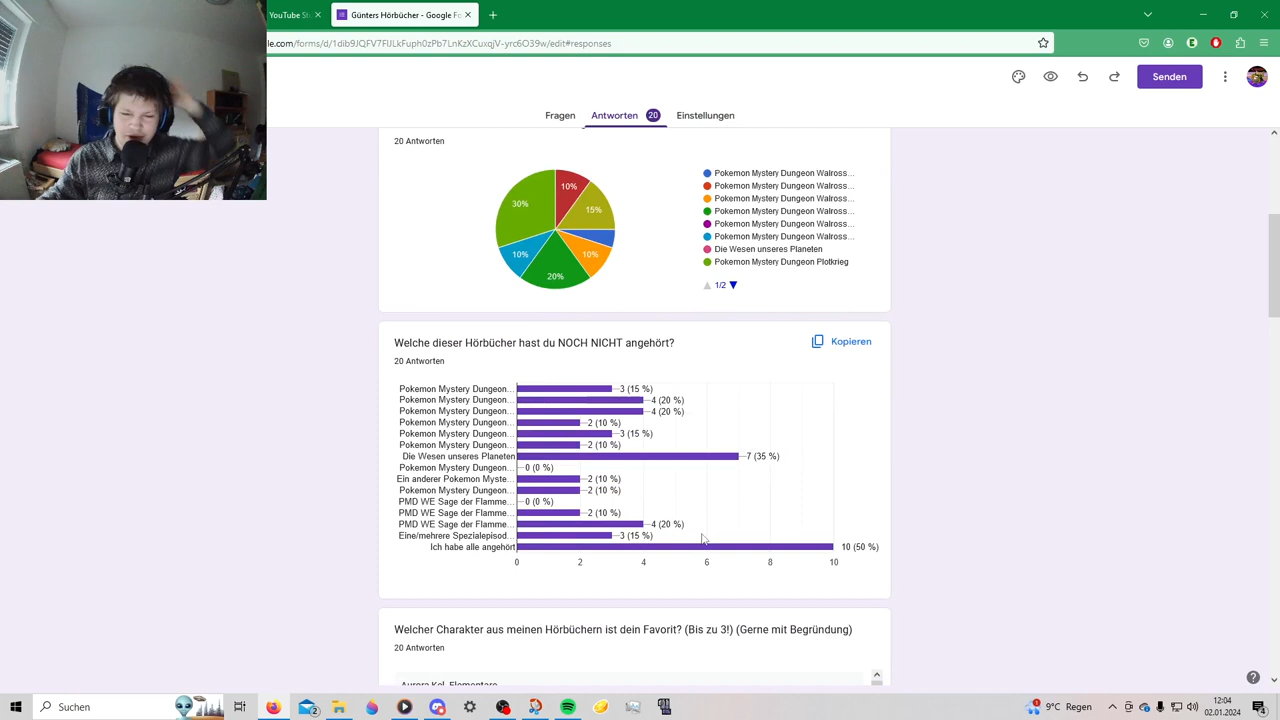 YouTube St
Günters Hörbücher - Google Fo
le.com/forms/d/1dib9JQFV7FlJLkFuph0zPb7LnKzXCuxqjV-yrc6O39w/edit#responses
Senden
Fragen
Antworten 20
Einstellungen
20 Antworten
10%
15%
10%
20%
10%
30%
Pokemon Mystery Dungeon Walross…
Pokemon Mystery Dungeon Walross…
Pokemon Mystery Dungeon Walross…
Pokemon Mystery Dungeon Walross…
Pokemon Mystery Dungeon Walross…
Pokemon Mystery Dungeon Walross…
Die Wesen unseres Planeten
Pokemon Mystery Dungeon Plotkrieg
1/2
Welche dieser Hörbücher hast du NOCH NICHT angehört?
Kopieren
20 Antworten
Pokemon Mystery Dungeon… 3 (15 %)
Pokemon Mystery Dungeon… 4 (20 %)
Pokemon Mystery Dungeon… 4 (20 %)
Pokemon Mystery Dungeon… 2 (10 %)
Pokemon Mystery Dungeon… 3 (15 %)
Pokemon Mystery Dungeon… 2 (10 %)
Die Wesen unseres Planeten 7 (35 %)
Pokemon Mystery Dungeon… 0 (0 %)
Ein anderer Pokemon Myste… 2 (10 %)
Pokemon Mystery Dungeon… 2 (10 %)
PMD WE Sage der Flamme… 0 (0 %)
PMD WE Sage der Flamme… 2 (10 %)
PMD WE Sage der Flamme… 4 (20 %)
Eine/mehrere Spezialepisod… 3 (15 %)
Ich habe alle angehört 10 (50 %)
0 2 4 6 8 10
Welcher Charakter aus meinen Hörbüchern ist dein Favorit? (Bis zu 3!) (Gerne mit Begründung)
20 Antworten
Aurora Kel, Elementare
Suchen
2
9°C Regen
12:04
02.01.2024